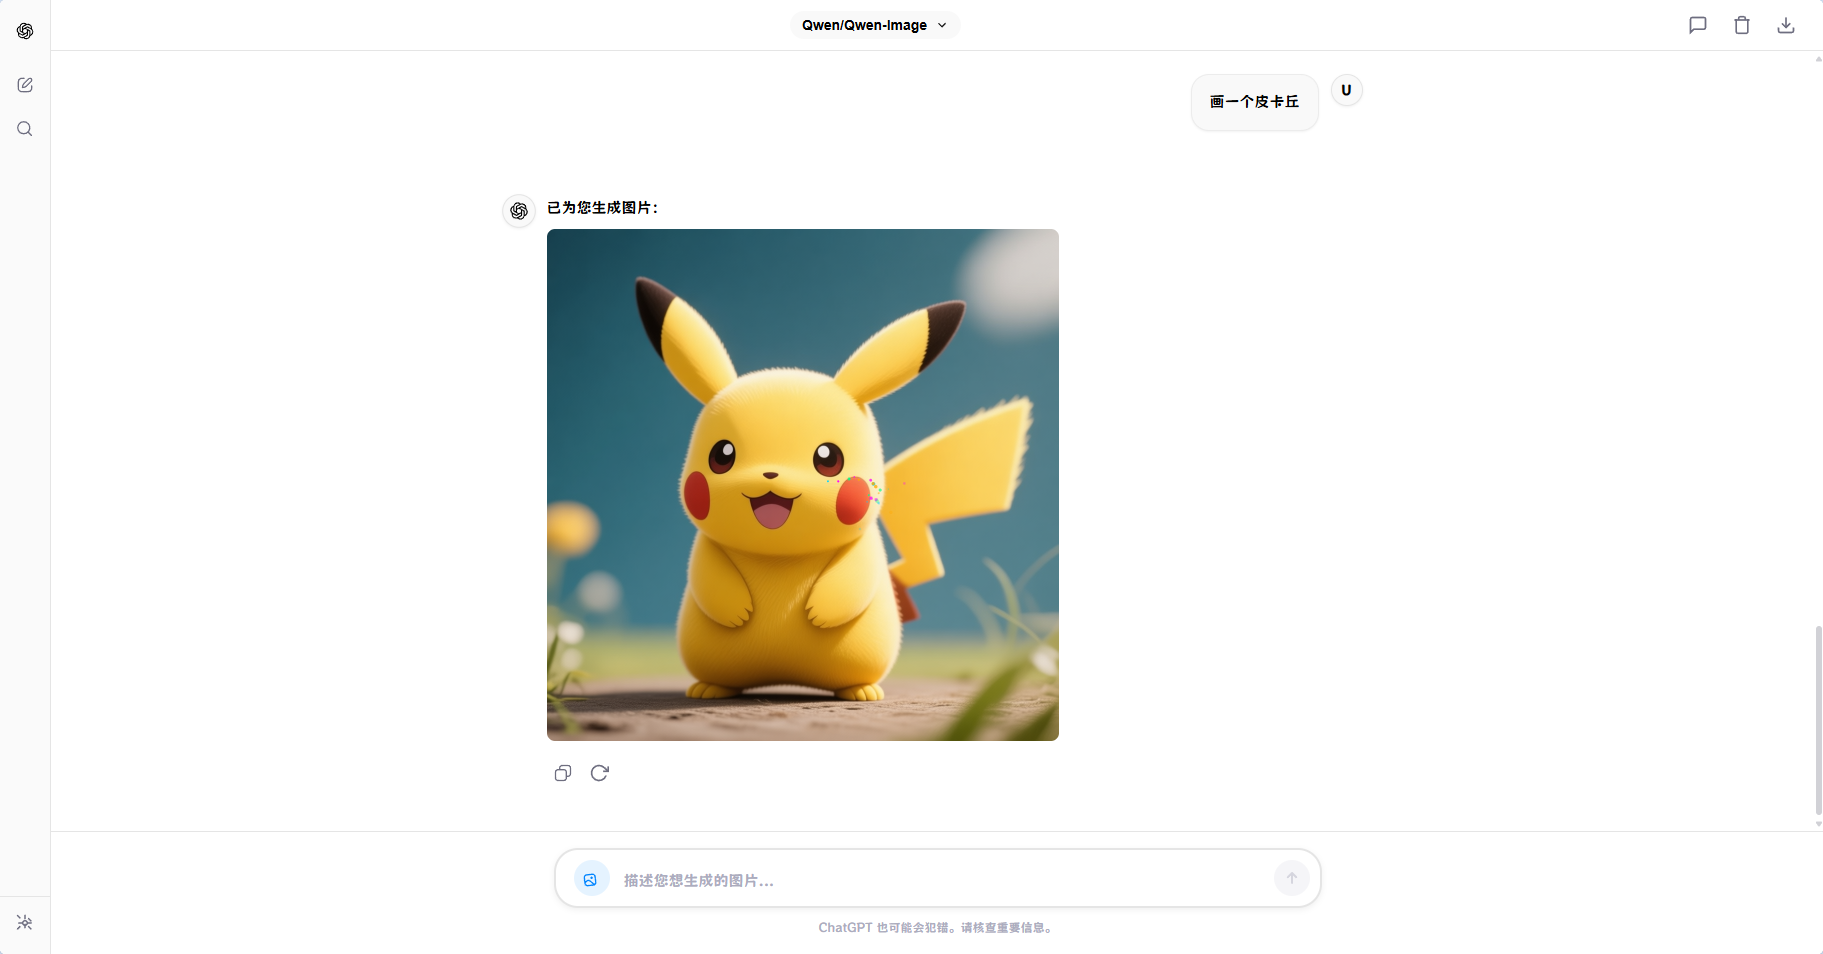 Qwen/Qwen-Image
画一个皮卡丘
U
已为您生成图片：
描述您想生成的图片...
ChatGPT 也可能会犯错。请核查重要信息。